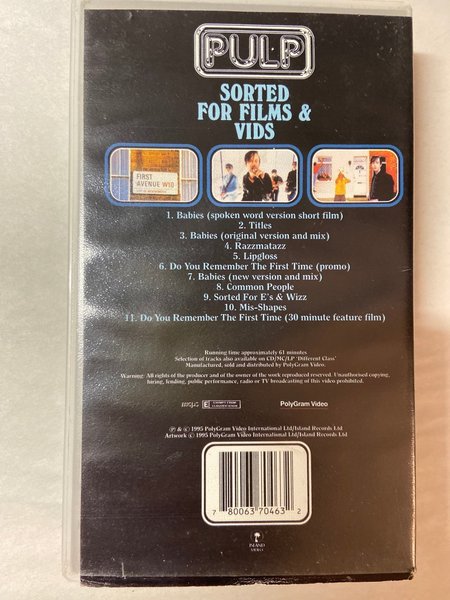 PULP
SORTED
FOR FILMS &
VIDS
FIRST
AVENUE W10
1. Babies (spoken word version short film)
2. Titles
3. Babies (original version and mix)
4. Razzmatazz
5. Lipgloss
6. Do You Remember The First Time (promo)
7. Babies (new version and mix)
8. Common People
9. Sorted For E's & Wizz
10. Mis-Shapes
11. Do You Remember The First Time (30 minute feature film)
Running time approximately 61 minutes
Selection of tracks also available on CD/MC/LP 'Different Class'
Manufactured, sold and distributed by PolyGram Video.
Warning: All rights of the producer and of the owner of the work reproduced reserved. Unauthorised copying,
hiring, lending, public performance, radio or TV broadcasting of this video prohibited.
E EXEMPT FROM CLASSIFICATION
PolyGram Video
℗ & © 1995 PolyGram Video International Ltd/Island Records Ltd
Artwork © 1995 PolyGram Video International Ltd/Island Records Ltd
7 80063 70463 2
ISLAND
VIDEO